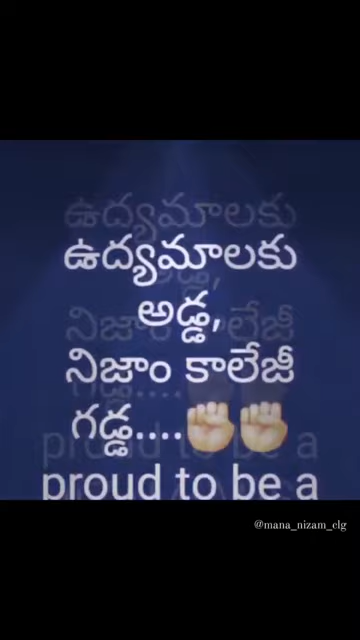 ఉద్యమాలకు
అడ్డ,
నిజాం కాలేజీ
గడ్డ....✊✊
proud to be a
@mana_nizam_clg